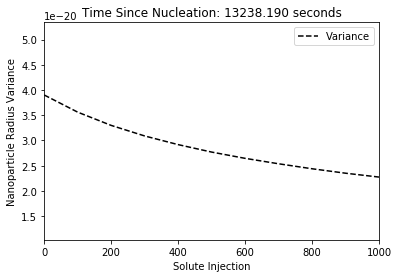 Time Since Nucleation: 13238.190 seconds
1e−20
Variance
5.0
4.5
4.0
3.5
3.0
2.5
2.0
1.5
Nanoparticle Radius Variance
0 200 400 600 800 1000
Solute Injection